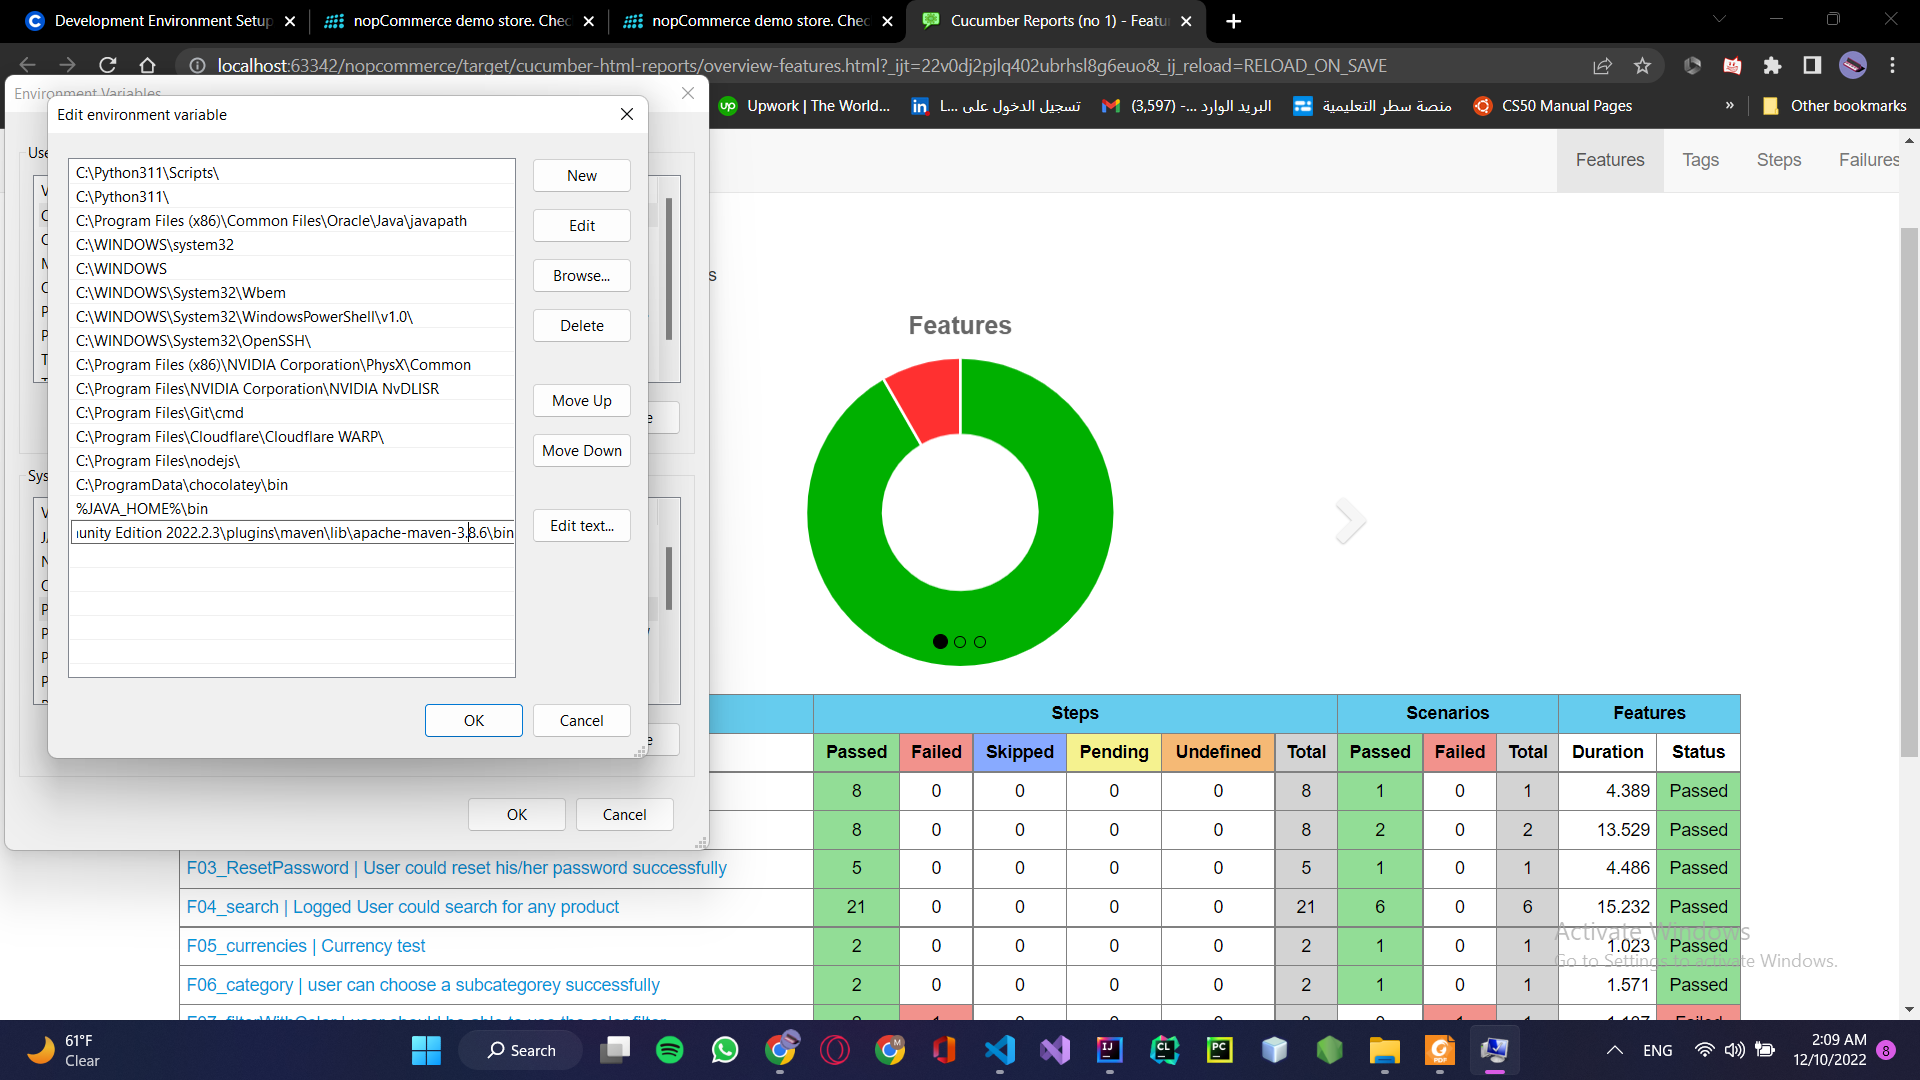 Development Environment Setup
nopCommerce demo store. Chec
nopCommerce demo store. Chec
Cucumber Reports (no 1) - Featu
localhost:63342/nopcommerce/target/cucumber-html-reports/overview-features.html?_ijt=22v0dj2pjlq402ubrhsl8g6euo&_ij_reload=RELOAD_ON_SAVE
Upwork | The World...
تسجيل الدخول على ...L
البريد الوارد ...- (3,597)
منصة سطر التعليمية
CS50 Manual Pages
»
Other bookmarks
Environment Variables
Edit environment variable
Use
C:\Python311\Scripts\
C:\Python311\
C:\Program Files (x86)\Common Files\Oracle\Java\javapath
C:\WINDOWS\system32
C:\WINDOWS
C:\WINDOWS\System32\Wbem
C:\WINDOWS\System32\WindowsPowerShell\v1.0\
C:\WINDOWS\System32\OpenSSH\
C:\Program Files (x86)\NVIDIA Corporation\PhysX\Common
C:\Program Files\NVIDIA Corporation\NVIDIA NvDLISR
C:\Program Files\Git\cmd
C:\Program Files\Cloudflare\Cloudflare WARP\
C:\Program Files\nodejs\
C:\ProgramData\chocolatey\bin
%JAVA_HOME%\bin
unity Edition 2022.2.3\plugins\maven\lib\apache-maven-3.8.6\bin
New
Edit
Browse...
Delete
Move Up
Move Down
Edit text...
OK Cancel
Sys
OK Cancel
Features Tags Steps Failures
s
Features
Steps Scenarios Features
Passed Failed Skipped Pending Undefined Total Passed Failed Total Duration Status
8 0 0 0 0 8 1 0 1 4.389 Passed
8 0 0 0 0 8 2 0 2 13.529 Passed
F03_ResetPassword | User could reset his/her password successfully 5 0 0 0 0 5 1 0 1 4.486 Passed
F04_search | Logged User could search for any product 21 0 0 0 0 21 6 0 6 15.232 Passed
F05_currencies | Currency test 2 0 0 0 0 2 1 0 1 1.023 Passed
F06_category | user can choose a subcategorey successfully 2 0 0 0 0 2 1 0 1 1.571 Passed
Activate Windows
Go to Settings to activate Windows.
61°F
Clear
Search
ENG
2:09 AM
12/10/2022
8